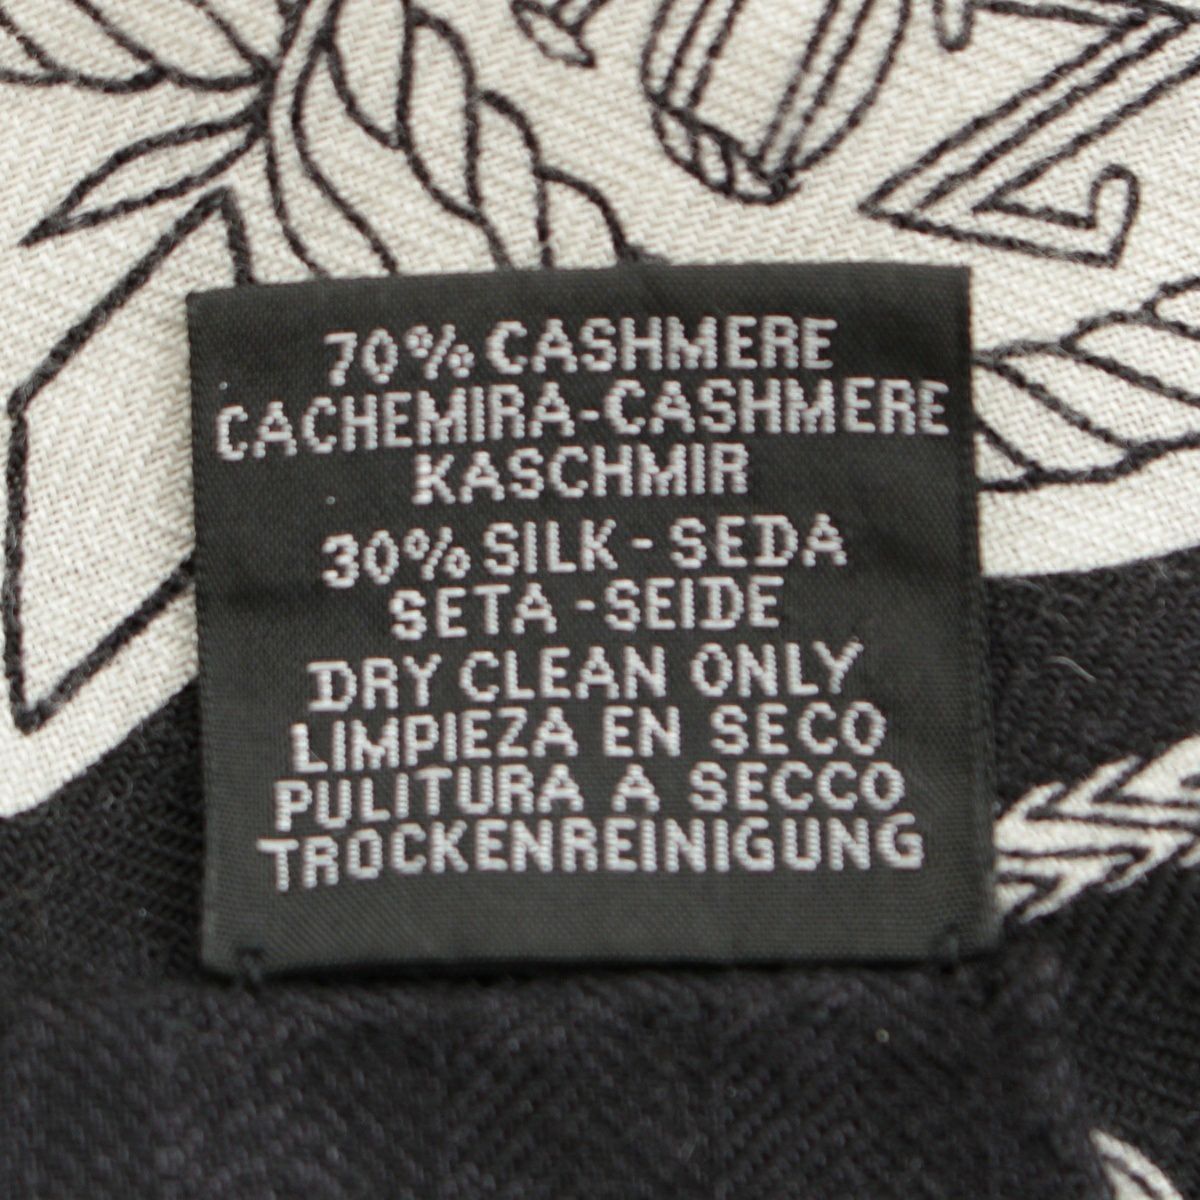 70% CASHMERE
CACHEMIRA-CASHMERE
KASCHMIR
30% SILK - SEDA
SETA - SEIDE
DRY CLEAN ONLY
LIMPIEZA EN SECO
PULITURA A SECCO
TROCKENREINIGUNG